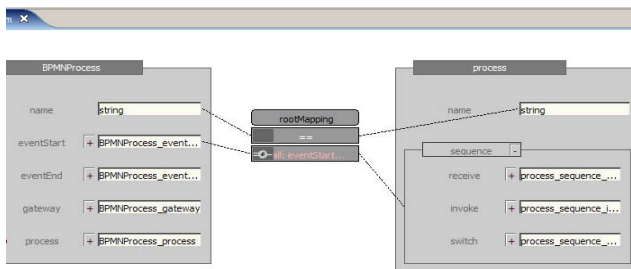 m
BPMNProcess
name string
eventStart + BPMNProcess_event...
eventEnd + BPMNProcess_event...
gateway + BPMNProcess_gateway
process + BPMNProcess_process
rootMapping
==
all: eventStart...
process
name string
sequence -
receive + process_sequence_...
invoke + process_sequence_i...
switch + process_sequence_...